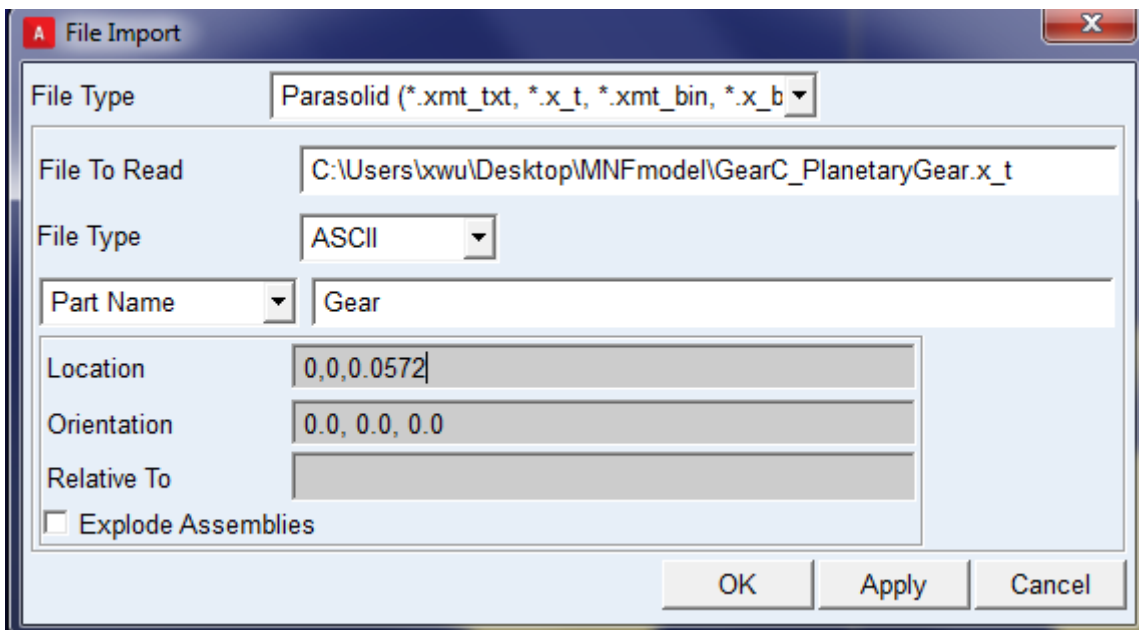 A File Import X
File Type Parasolid (*.xmt_txt, *.x_t, *.xmt_bin, *.x_b
File To Read C:\Users\xwu\Desktop\MNFmodel\GearC_PlanetaryGear.x_t
File Type ASCII
Part Name Gear
Location 0,0,0.0572
Orientation 0.0, 0.0, 0.0
Relative To
Explode Assemblies
OK Apply Cancel